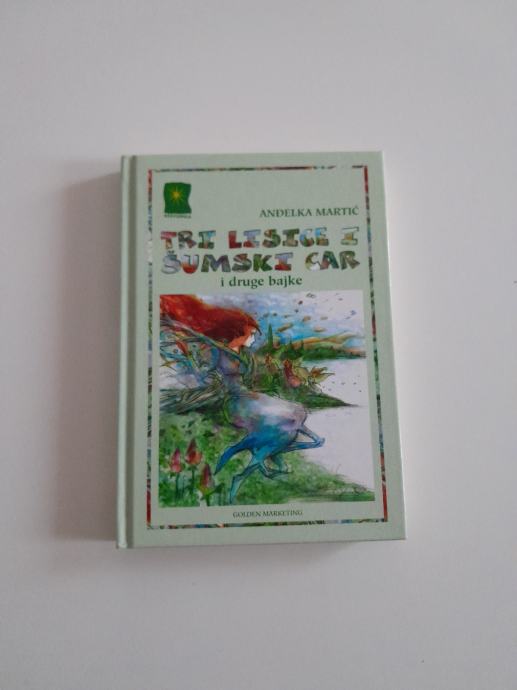 ANĐELKA MARTIĆ
TRI LISICE I
ŠUMSKI CAR
i druge bajke
GOLDEN MARKETING